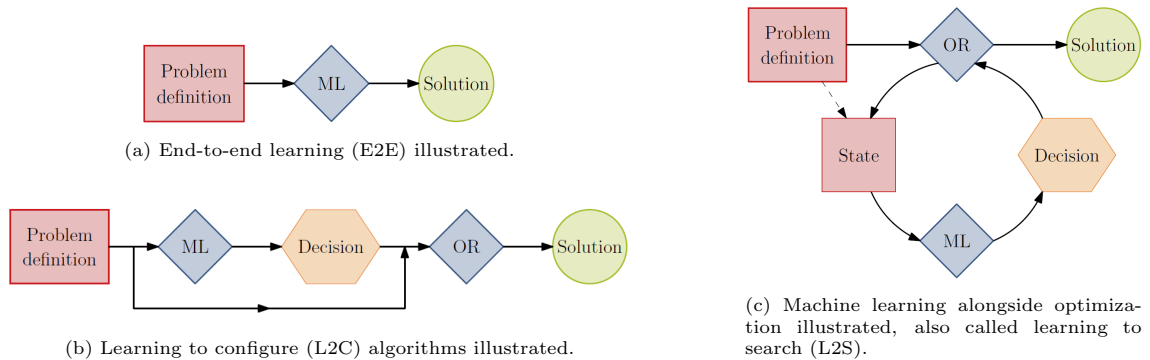 Problem
definition
ML
Solution
(a) End-to-end learning (E2E) illustrated.
Problem
definition
ML
Decision
OR
Solution
(b) Learning to configure (L2C) algorithms illustrated.
Problem
definition
OR
Solution
State
Decision
ML
(c) Machine learning alongside optimiza-
tion illustrated, also called learning to
search (L2S).